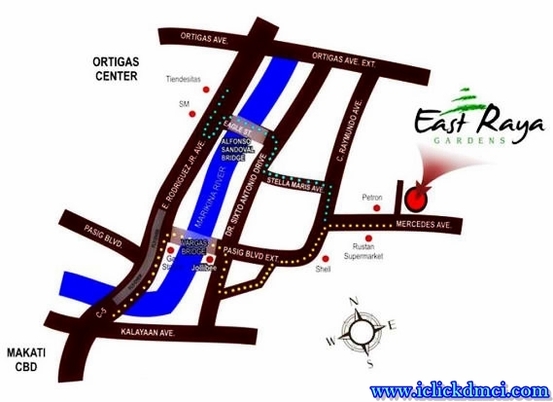 ORTIGAS AVE.
ORTIGAS AVE. EXT.
ORTIGAS
CENTER
Tiendesitas
SM
East Raya
GARDENS
EAGLE ST.
ALFONSO
SANDOVAL
BRIDGE
C. RAYMUNDO AVE.
E. RODRIGUEZ JR. AVE.
MARIKINA RIVER
DR. SIXTO ANTONIO DRIVE
STELLA MARIS AVE.
Petron
MERCEDES AVE.
PASIG BLVD.
VARGAS
BRIDGE
PASIG BLVD EXT.
Rustan
Supermarket
Jollibee
Shell
C-5
KALAYAAN AVE.
MAKATI
CBD
N
W
E
S
www.iclickdmci.com